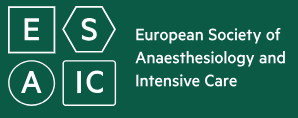 E S
A IC
European Society of
Anaesthesiology and
Intensive Care